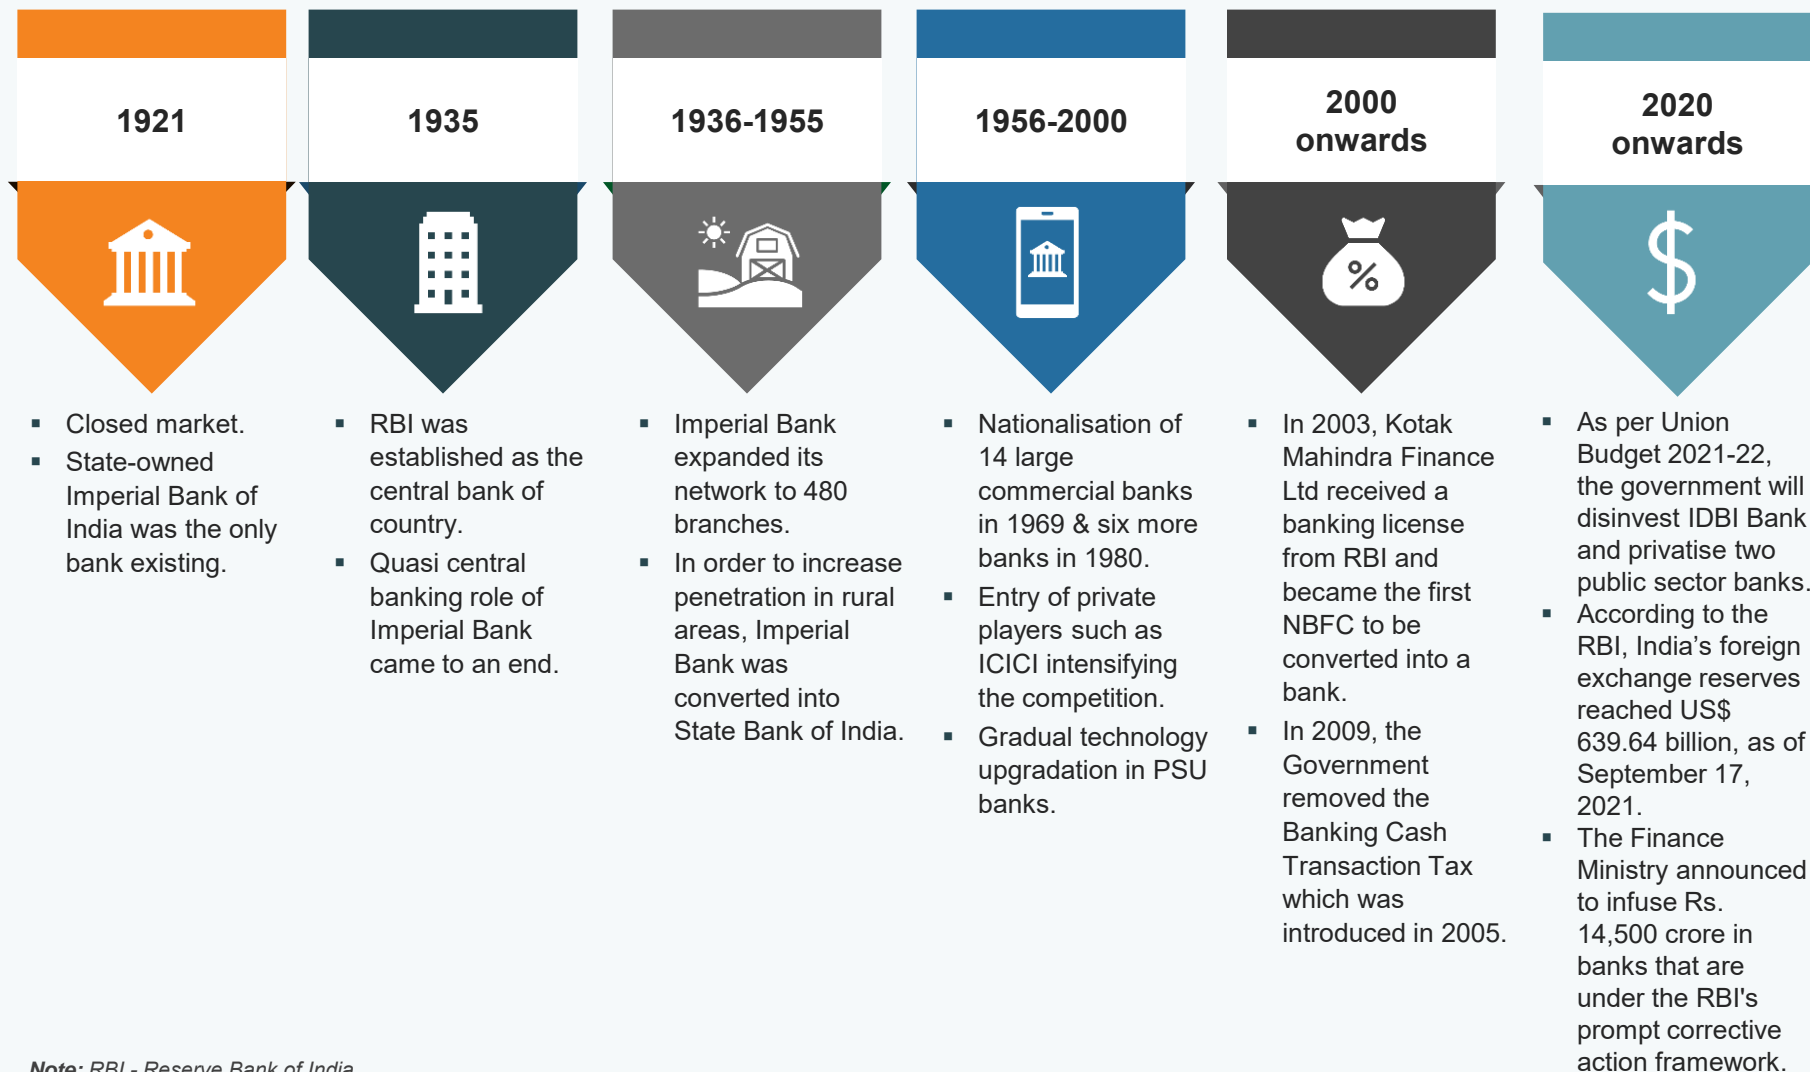 1921
▪ Closed market.
▪ State-owned
Imperial Bank of
India was the only
bank existing.
1935
▪ RBI was
established as the
central bank of
country.
▪ Quasi central
banking role of
Imperial Bank
came to an end.
1936-1955
▪ Imperial Bank
expanded its
network to 480
branches.
▪ In order to increase
penetration in rural
areas, Imperial
Bank was
converted into
State Bank of India.
1956-2000
▪ Nationalisation of
14 large
commercial banks
in 1969 & six more
banks in 1980.
▪ Entry of private
players such as
ICICI intensifying
the competition.
▪ Gradual technology
upgradation in PSU
banks.
2000
onwards
%
▪ In 2003, Kotak
Mahindra Finance
Ltd received a
banking license
from RBI and
became the first
NBFC to be
converted into a
bank.
▪ In 2009, the
Government
removed the
Banking Cash
Transaction Tax
which was
introduced in 2005.
2020
onwards
$
▪ As per Union
Budget 2021-22,
the government will
disinvest IDBI Bank
and privatise two
public sector banks.
▪ According to the
RBI, India’s foreign
exchange reserves
reached US$
639.64 billion, as of
September 17,
2021.
▪ The Finance
Ministry announced
to infuse Rs.
14,500 crore in
banks that are
under the RBI's
prompt corrective
action framework.
Note: RBI - Reserve Bank of India